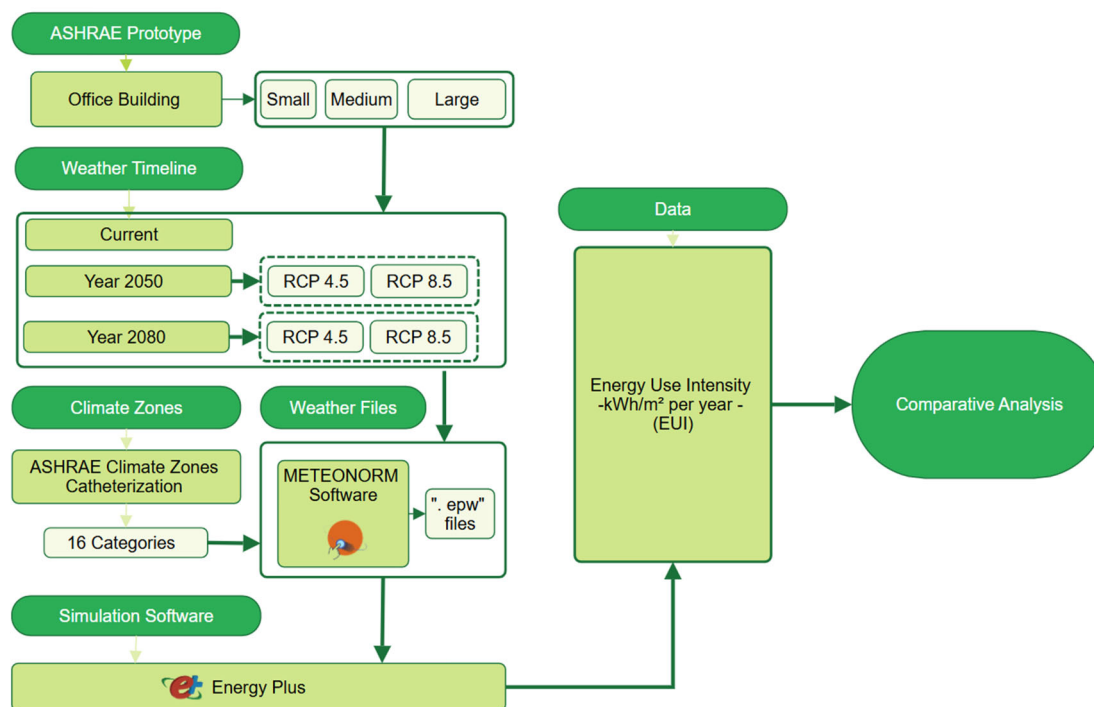 ASHRAE Prototype
Office Building
Small
Medium
Large
Weather Timeline
Current
Year 2050
RCP 4.5
RCP 8.5
Year 2080
RCP 4.5
RCP 8.5
Climate Zones
ASHRAE Climate Zones
Catheterization
16 Categories
Weather Files
METEONORM
Software
". epw"
files
Simulation Software
Energy Plus
Data
Energy Use Intensity
-kWh/m² per year -
(EUI)
Comparative Analysis